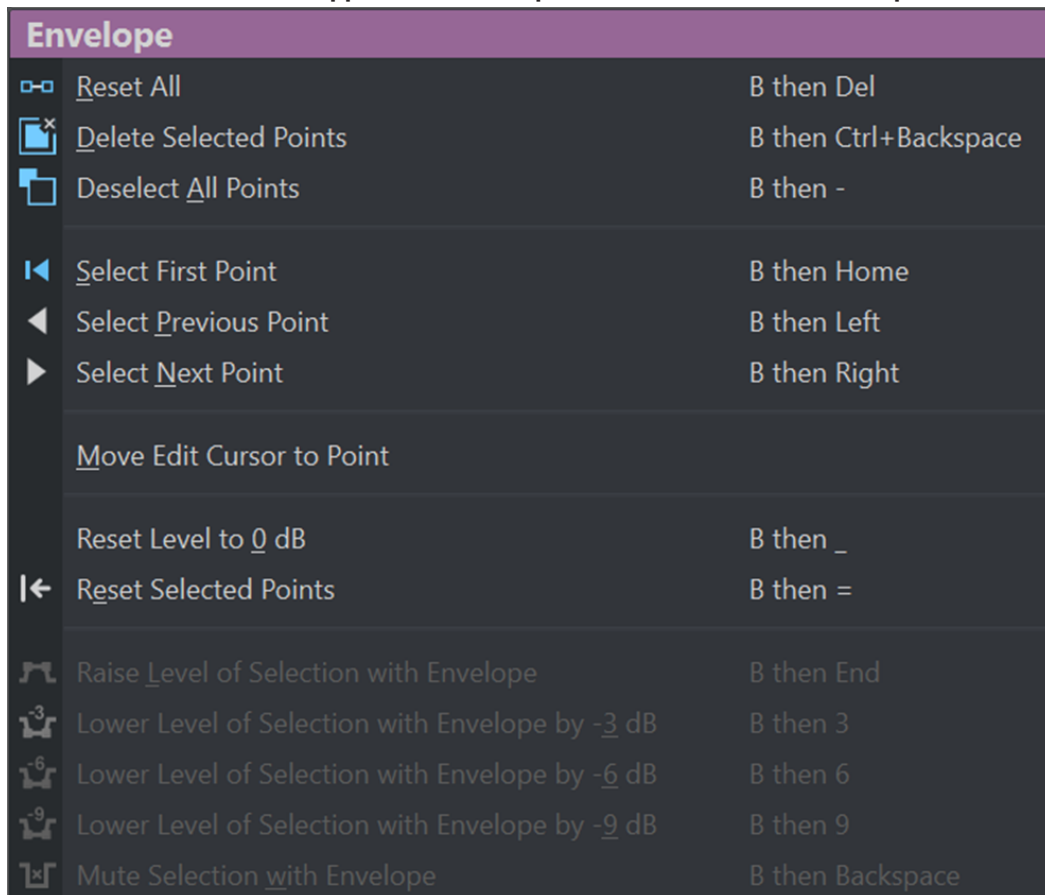 Envelope
Reset All B then Del
Delete Selected Points B then Ctrl+Backspace
Deselect All Points B then -
Select First Point B then Home
Select Previous Point B then Left
Select Next Point B then Right
Move Edit Cursor to Point
Reset Level to 0 dB B then _
Reset Selected Points B then =
Raise Level of Selection with Envelope B then End
-3 Lower Level of Selection with Envelope by -3 dB B then 3
-6 Lower Level of Selection with Envelope by -6 dB B then 6
-9 Lower Level of Selection with Envelope by -9 dB B then 9
Mute Selection with Envelope B then Backspace